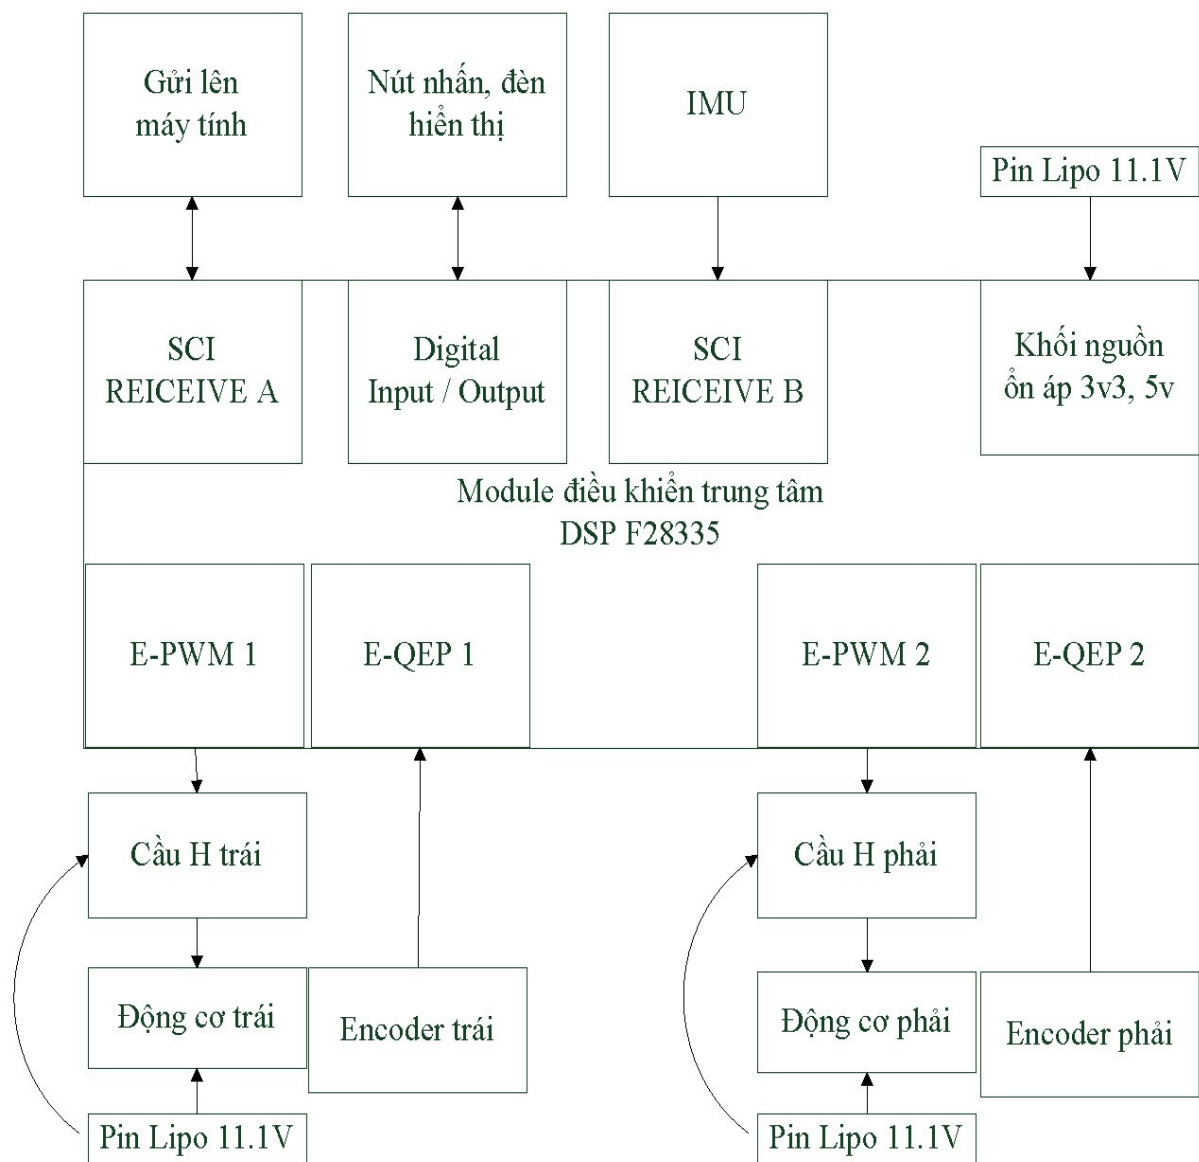 Gửi lên
máy tính
Nút nhấn, đèn
hiển thị
IMU
Pin Lipo 11.1V
SCI
REICEIVE A
Digital
Input / Output
SCI
REICEIVE B
Khối nguồn
ổn áp 3v3, 5v
Module điều khiển trung tâm
DSP F28335
E-PWM 1
E-QEP 1
E-PWM 2
E-QEP 2
Cầu H trái
Cầu H phải
Động cơ trái
Encoder trái
Động cơ phải
Encoder phải
Pin Lipo 11.1V
Pin Lipo 11.1V